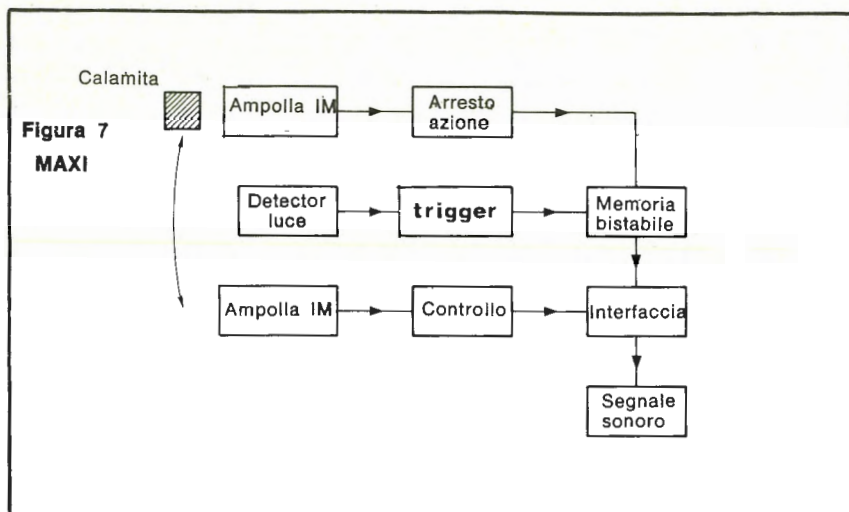 Calamita
Figura 7
MAXI
Ampolla IM
Arresto
azione
Detector
luce
trigger
Memoria
bistabile
Ampolla IM
Controllo
Interfaccia
Segnale
sonoro